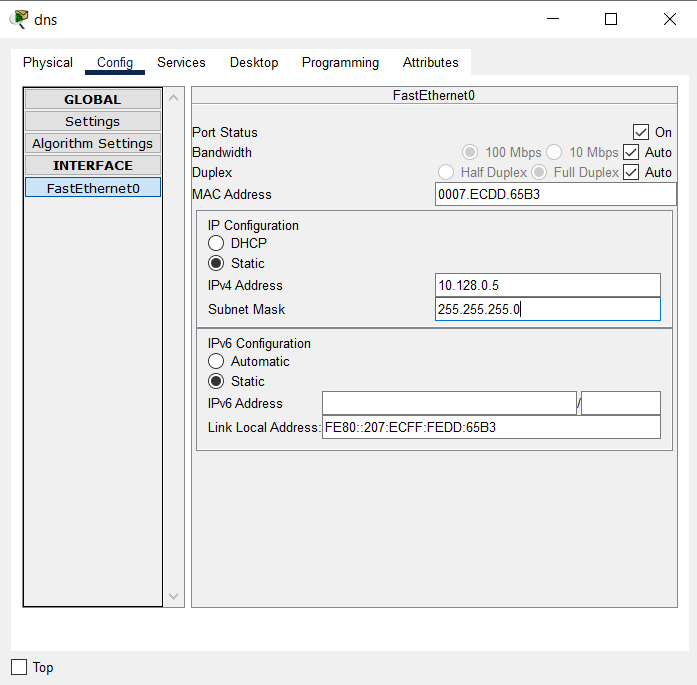 dns
Physical Config Services Desktop Programming Attributes
GLOBAL
Settings
Algorithm Settings
INTERFACE
FastEthernet0
FastEthernet0
Port Status On
Bandwidth 100 Mbps 10 Mbps Auto
Duplex Half Duplex Full Duplex Auto
MAC Address 0007.ECDD.65B3
IP Configuration
DHCP
Static
IPv4 Address 10.128.0.5
Subnet Mask 255.255.255.0
IPv6 Configuration
Automatic
Static
IPv6 Address /
Link Local Address: FE80::207:ECFF:FEDD:65B3
Top